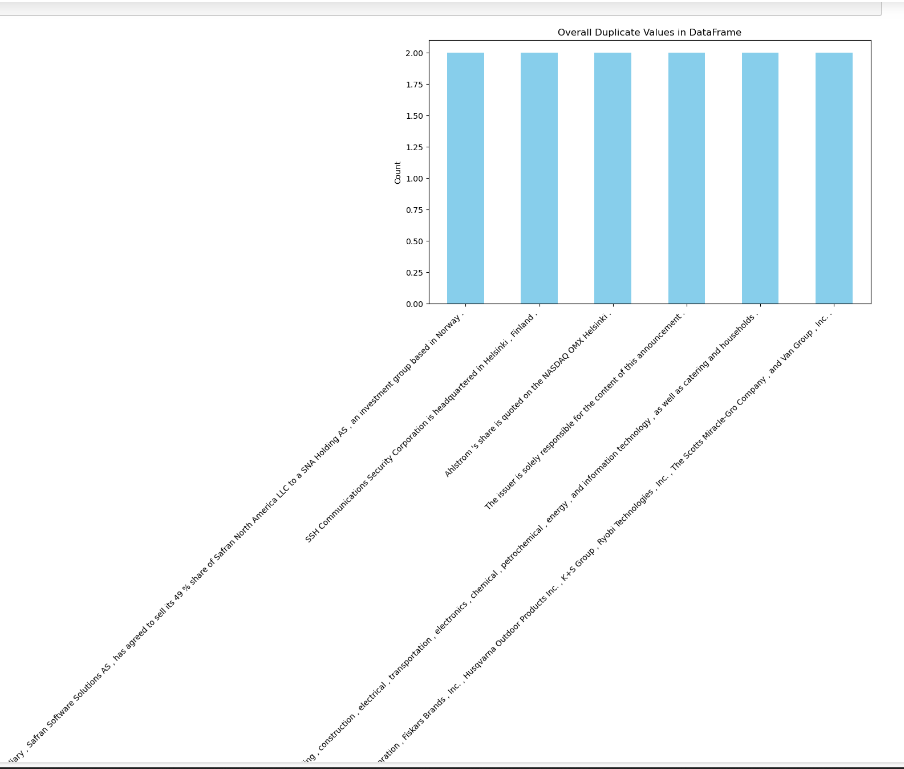 Overall Duplicate Values in DataFrame
2.00
1.75
1.50
1.25
1.00
0.75
0.50
0.25
0.00
Count
, Safran Software Solutions AS , has agreed to sell its 49 % share of Safran North America LLC to a SNA Holding AS , an investment group based in Norway .
SSH Communications Security Corporation is headquartered in Helsinki , Finland .
Ahlstrom 's share is quoted on the NASDAQ OMX Helsinki .
The issuer is solely responsible for the content of this announcement .
, construction , electrical , transportation , electronics , chemical , petrochemical , energy , and information technology , as well as catering and households .
, Fiskars Brands , Inc. , Husqvarna Outdoor Products Inc. , K+S Group , Ryobi Technologies , Inc. , The Scotts Miracle-Gro Company , and Van Group , Inc. .